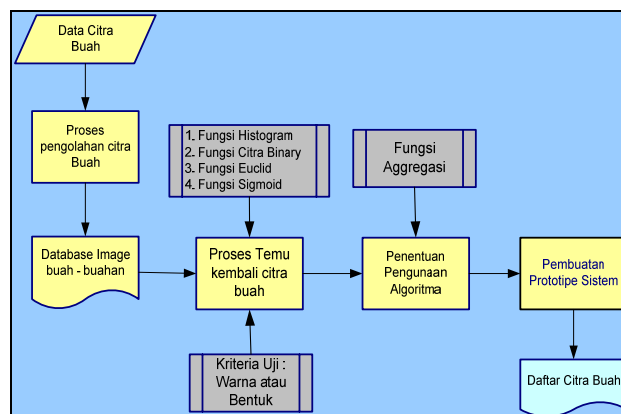 Data Citra
Buah
Proses
pengolahan citra
Buah
1. Fungsi Histogram
2. Fungsi Citra Binary
3. Fungsi Euclid
4. Fungsi Sigmoid
Fungsi
Aggregasi
Database Image
buah - buahan
Proses Temu
kembali citra
buah
Penentuan
Pengunaan
Algoritma
Pembuatan
Prototipe Sistem
Kriteria Uji :
Warna atau
Bentuk
Daftar Citra Buah